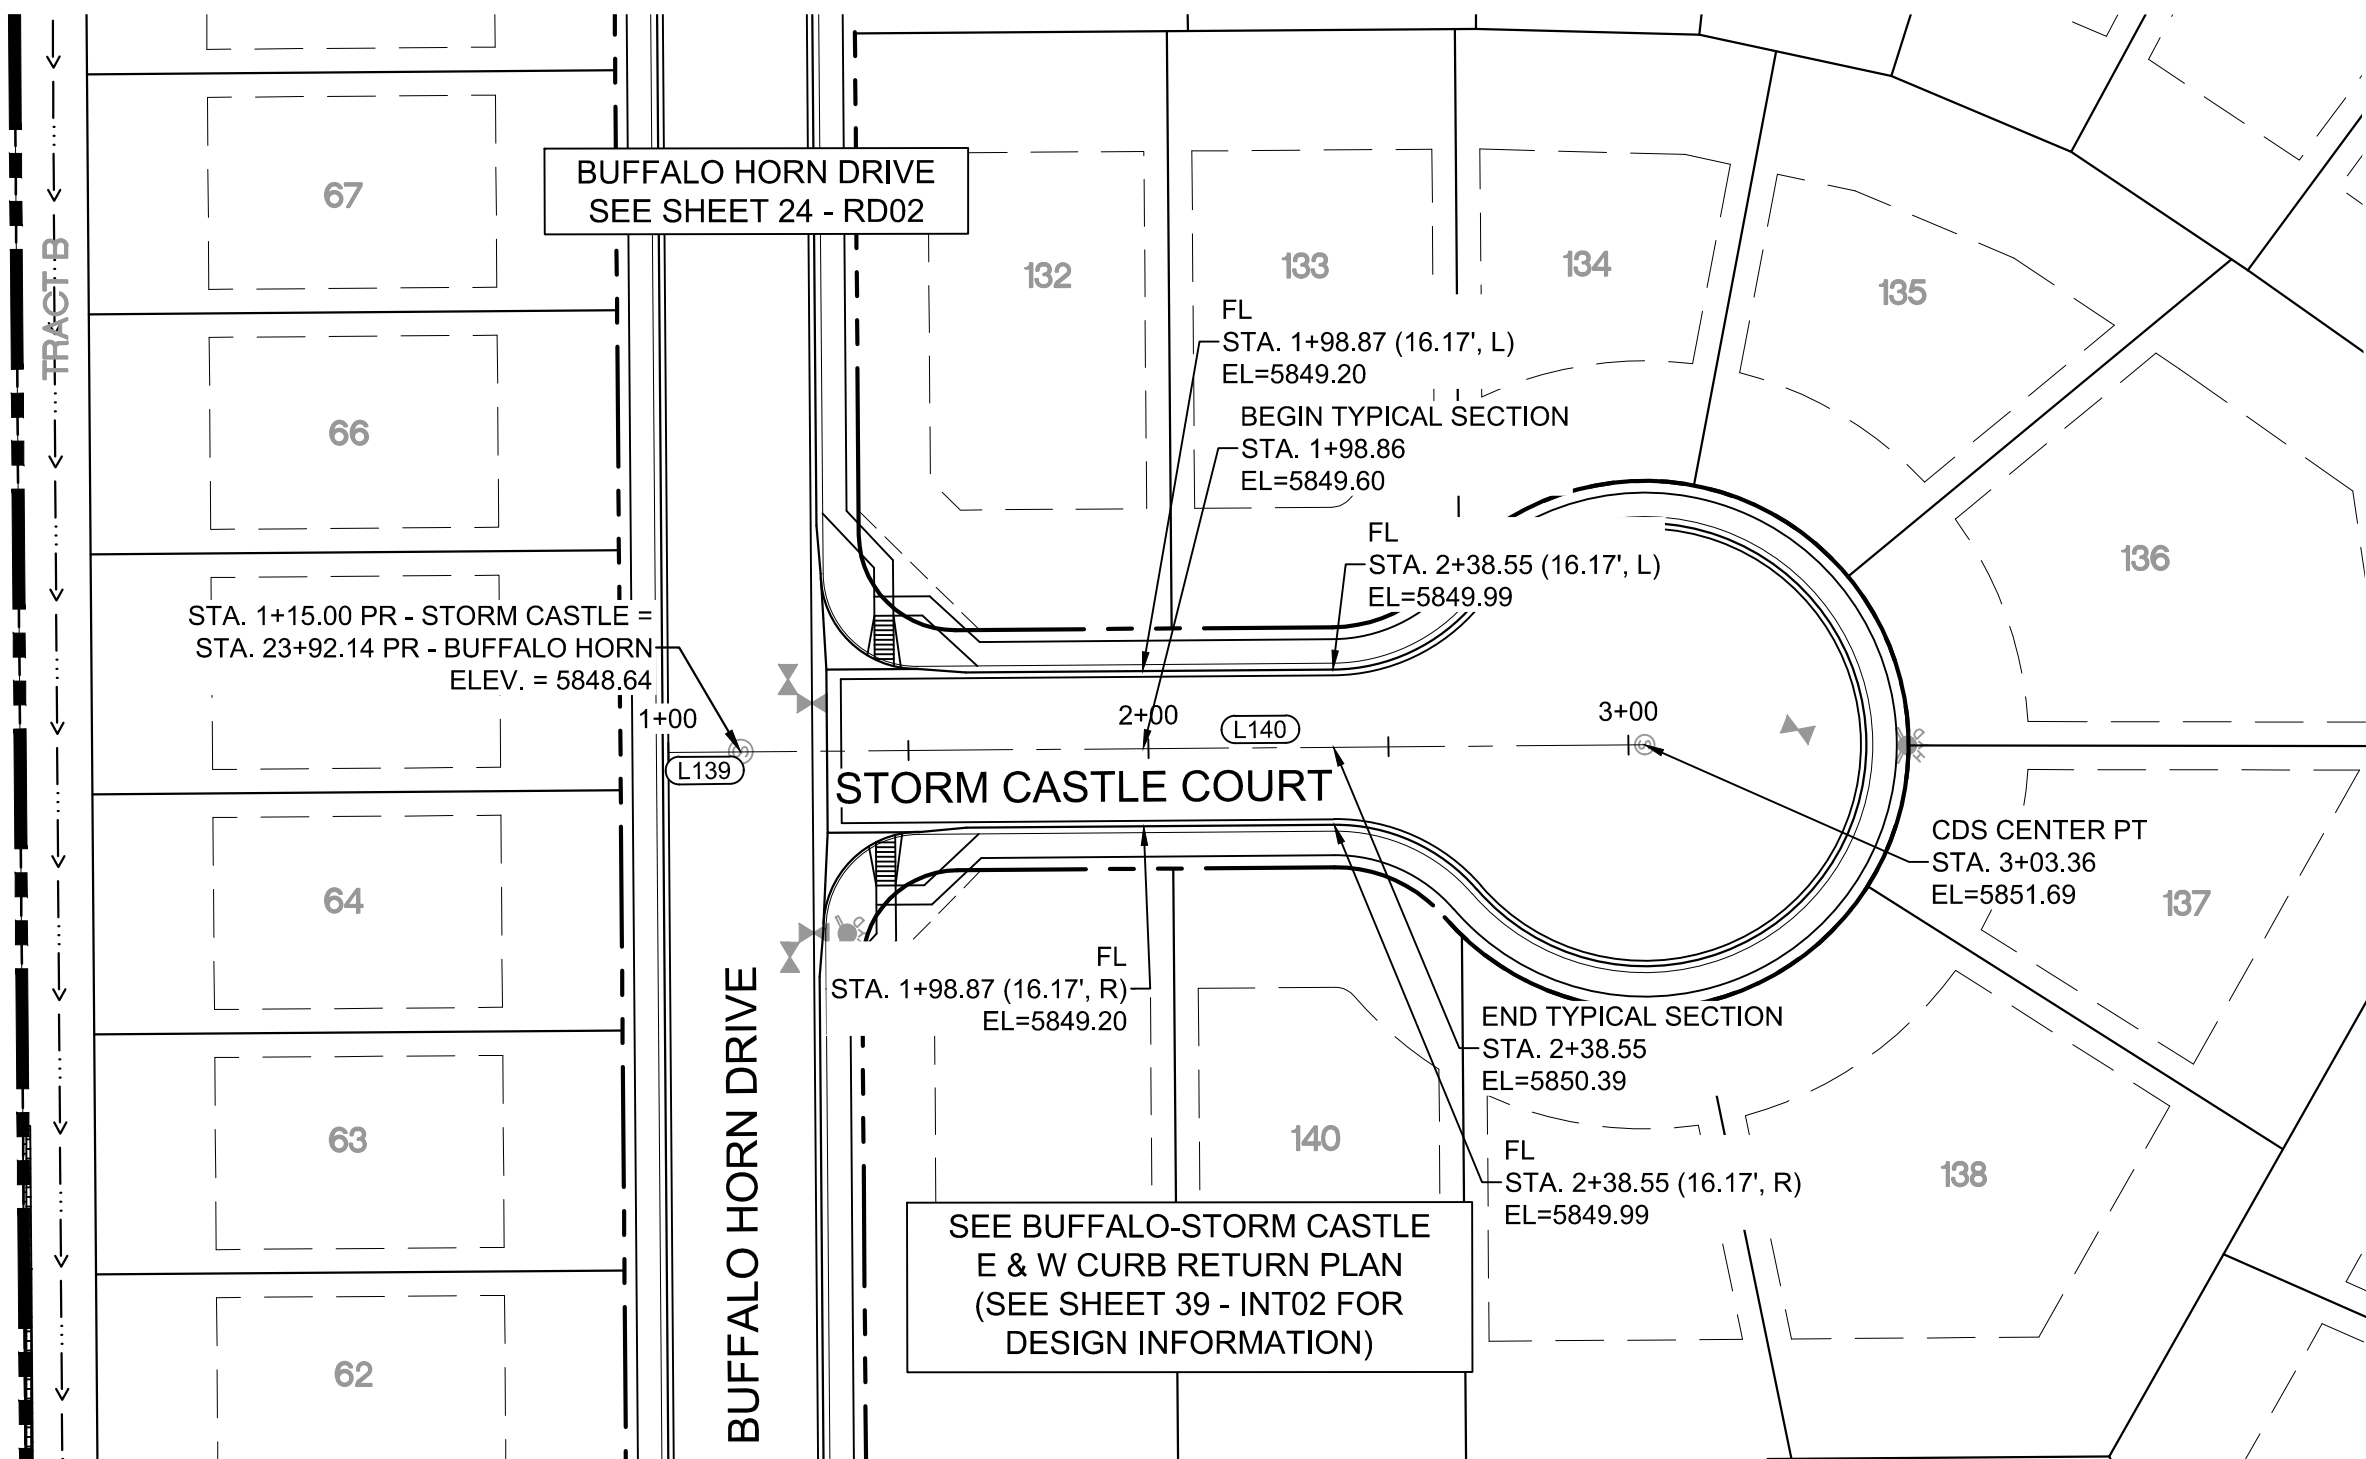 BUFFALO HORN DRIVE
SEE SHEET 24 - RD02
67
TRACT B
132
133
134
135
FL
STA. 1+98.87 (16.17', L)
EL=5849.20
BEGIN TYPICAL SECTION
STA. 1+98.86
EL=5849.60
66
FL
STA. 2+38.55 (16.17', L)
EL=5849.99
136
STA. 1+15.00 PR - STORM CASTLE =
STA. 23+92.14 PR - BUFFALO HORN
ELEV. = 5848.64
1+00
2+00
L140
3+00
S
S
L139
STORM CASTLE COURT
CDS CENTER PT
STA. 3+03.36
EL=5851.69
64
137
FL
STA. 1+98.87 (16.17', R)
EL=5849.20
BUFFALO HORN DRIVE
END TYPICAL SECTION
STA. 2+38.55
EL=5850.39
63
140
FL
STA. 2+38.55 (16.17', R)
EL=5849.99
138
SEE BUFFALO-STORM CASTLE
E & W CURB RETURN PLAN
(SEE SHEET 39 - INT02 FOR
DESIGN INFORMATION)
62